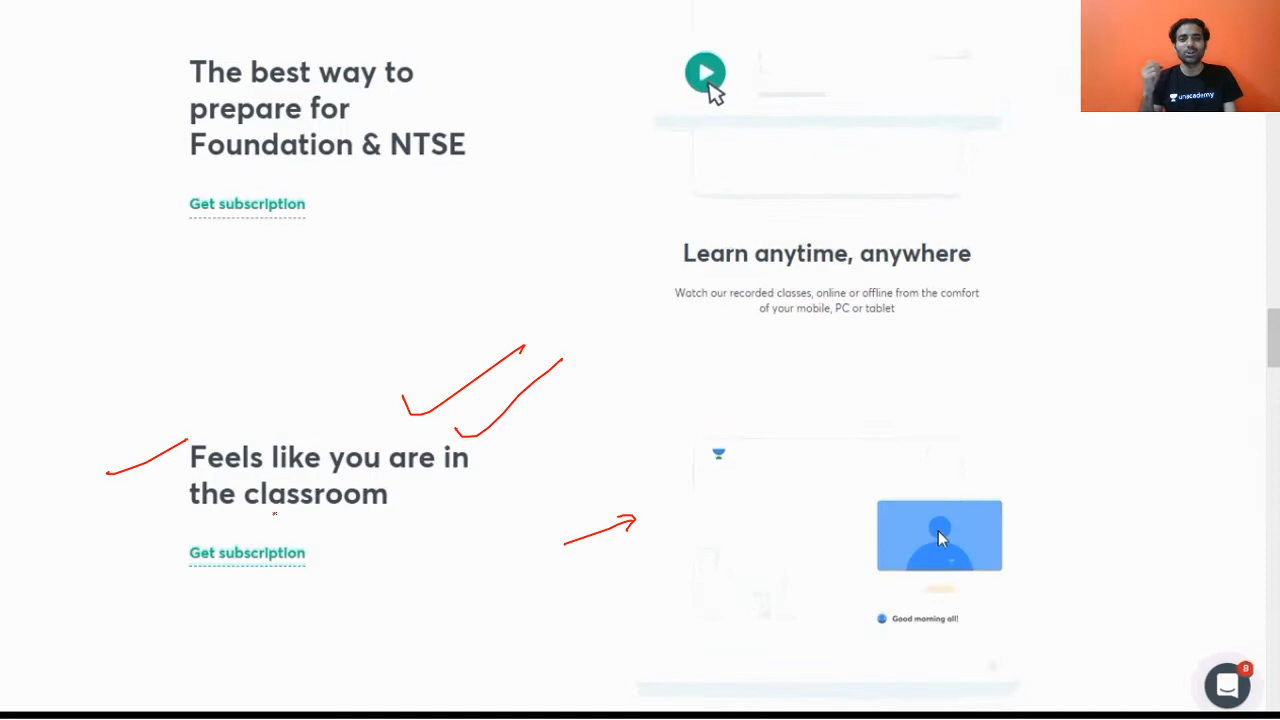 The best way to
prepare for
Foundation & NTSE
Get subscription
unacademy
Learn anytime, anywhere
Watch our recorded classes, online or offline from the comfort
of your mobile, PC or tablet
Feels like you are in
the classroom
Get subscription
Good morning all!
8